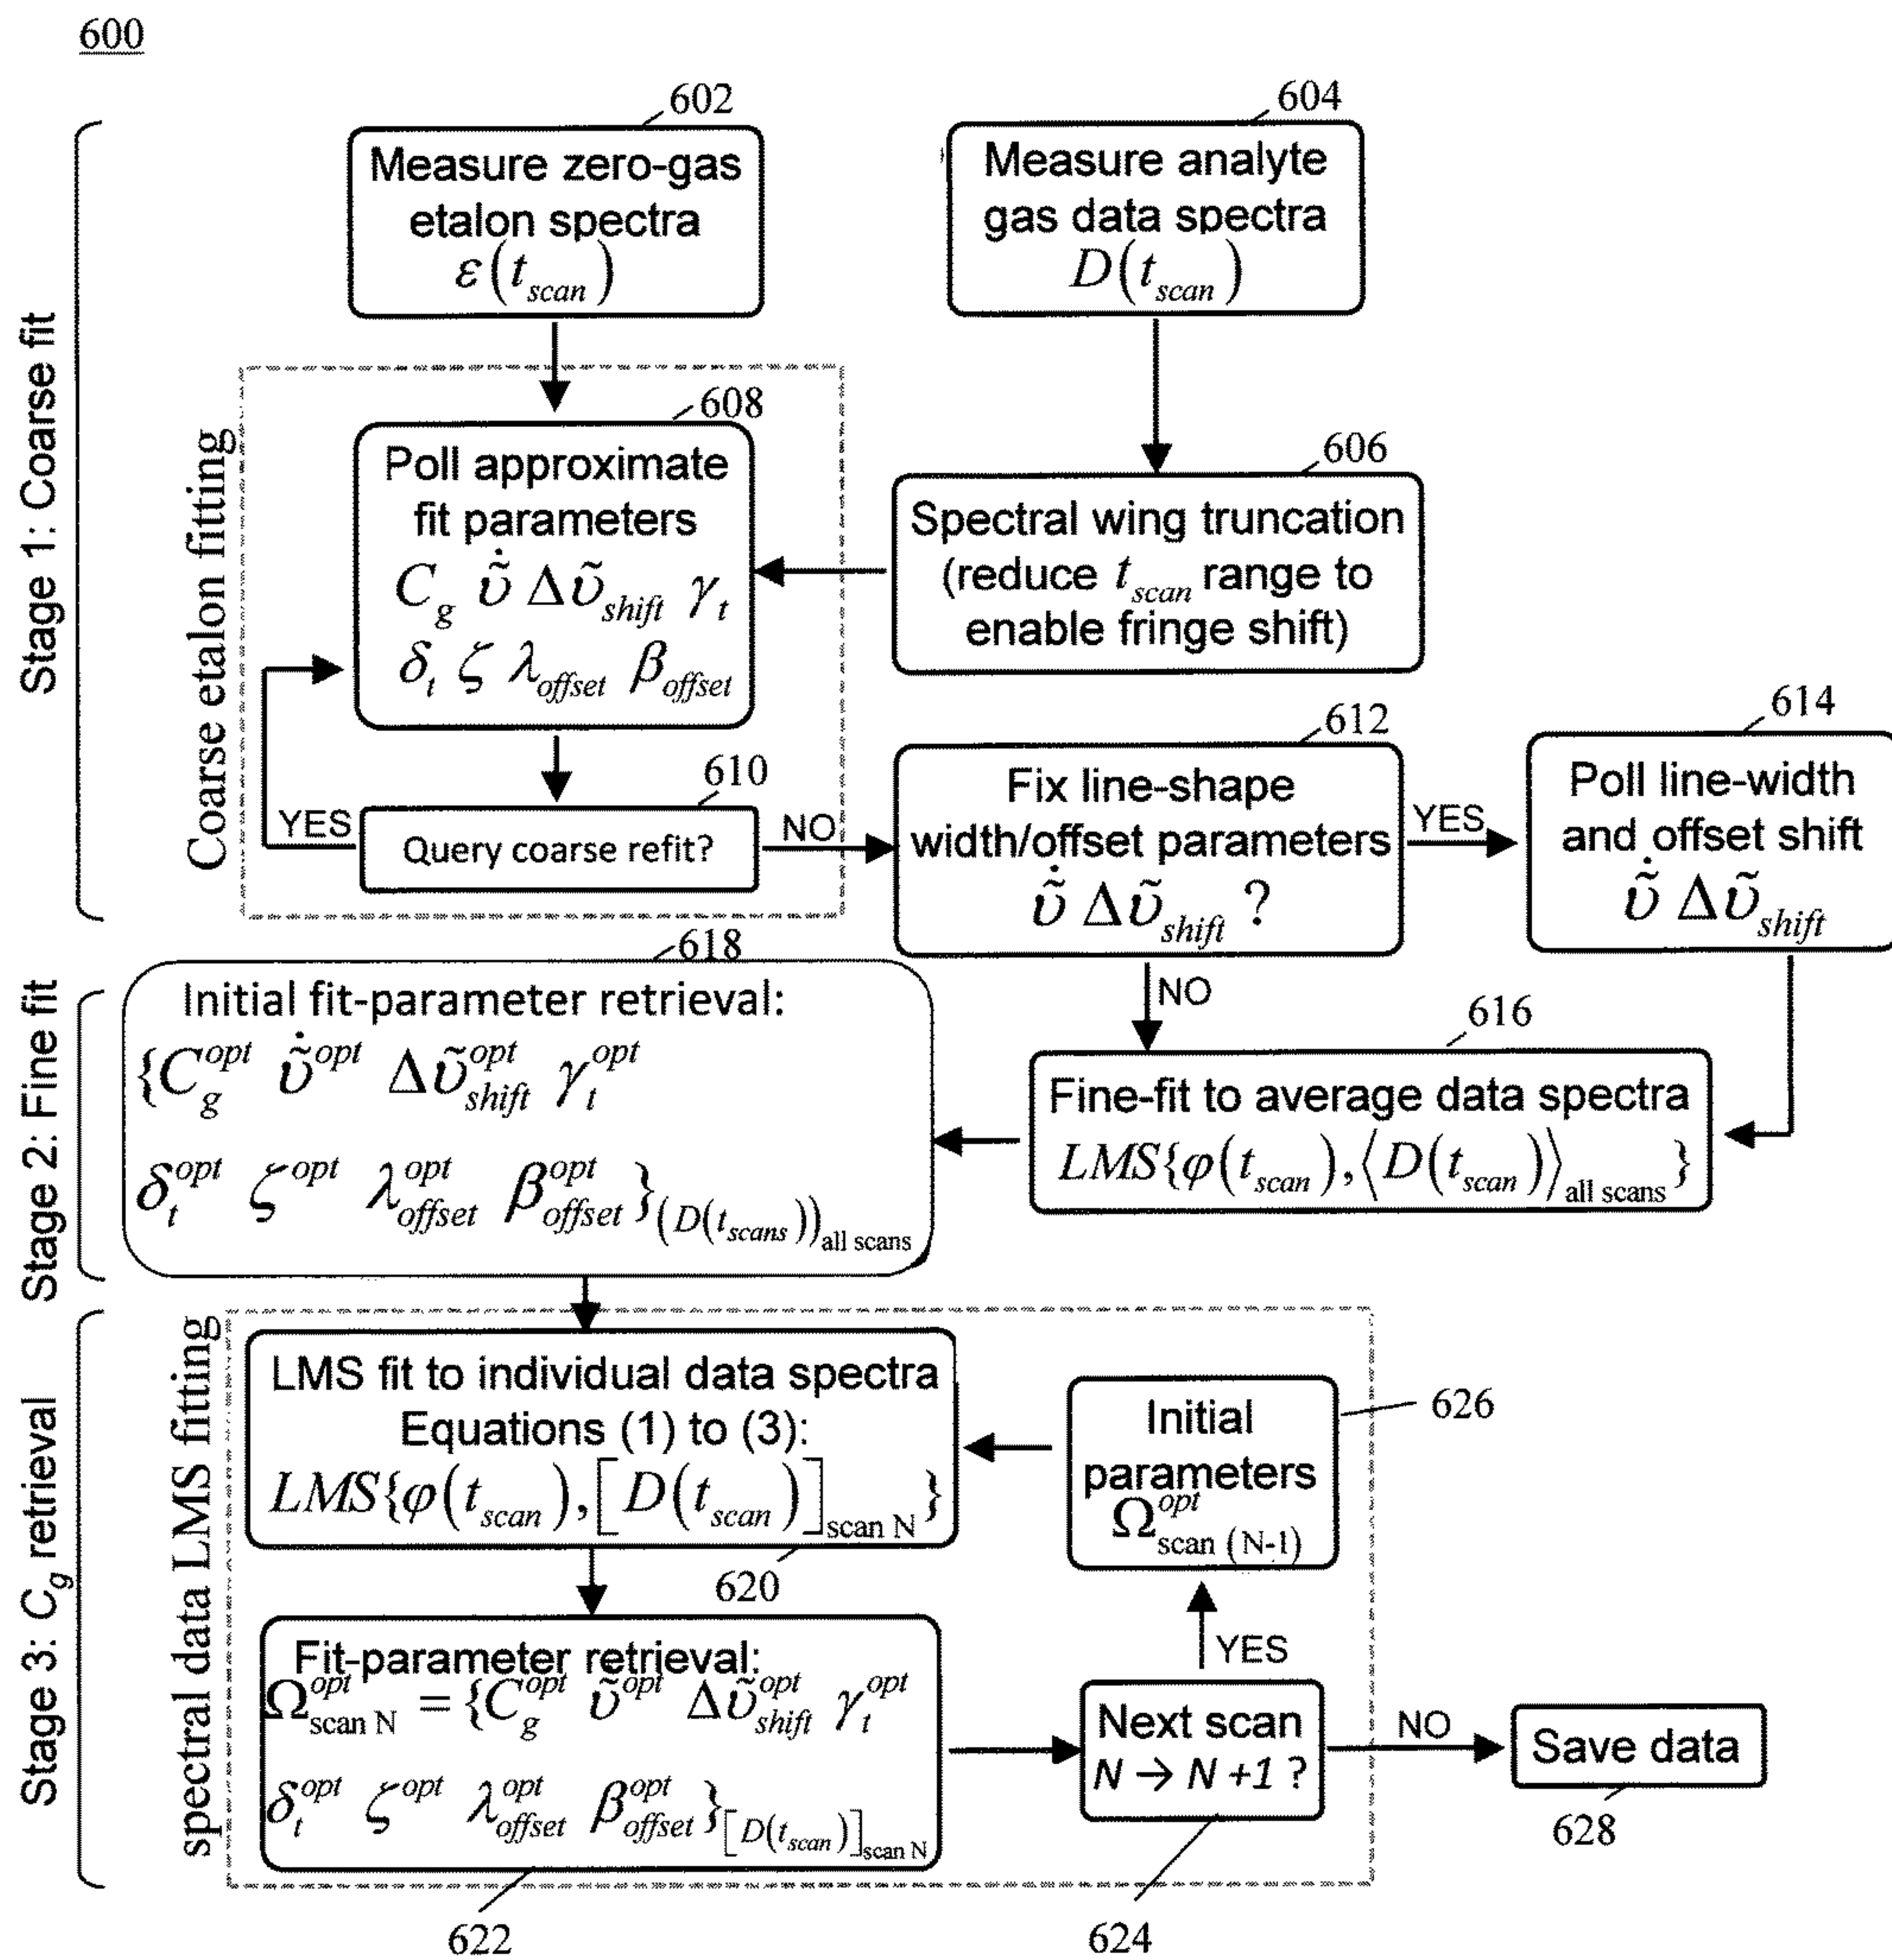 600
Stage 1: Coarse fit
602
Measure zero-gas
etalon spectra
ε(t_scan)
604
Measure analyte
gas data spectra
D(t_scan)
Coarse etalon fitting
608
Poll approximate
fit parameters
C_g ῦ̇ Δῦ_shift γ_t
δ_t ζ λ_offset β_offset
606
Spectral wing truncation
(reduce t_scan range to
enable fringe shift)
610
Query coarse refit?
YES
NO
612
Fix line-shape
width/offset parameters
ῦ̇ Δῦ_shift ?
YES
NO
614
Poll line-width
and offset shift
ῦ̇ Δῦ_shift
Stage 2: Fine fit
618
Initial fit-parameter retrieval:
{C_g^opt ῦ̇^opt Δῦ_shift^opt γ_t^opt
δ_t^opt ζ^opt λ_offset^opt β_offset^opt}_(D(t_scans))_all scans
616
Fine-fit to average data spectra
LMS{φ(t_scan),⟨D(t_scan)⟩_all scans}
Stage 3: C_g retrieval
spectral data LMS fitting
LMS fit to individual data spectra
Equations (1) to (3):
LMS{φ(t_scan),[D(t_scan)]_scan N}
620
626
Initial
parameters
Ω_scan (N-1)^opt
Fit-parameter retrieval:
Ω_scan N^opt = {C_g^opt ῦ^opt Δῦ_shift^opt γ_t^opt
δ_t^opt ζ^opt λ_offset^opt β_offset^opt}_[D(t_scan)]_scan N
622
YES
Next scan
N → N +1 ?
624
NO
Save data
628